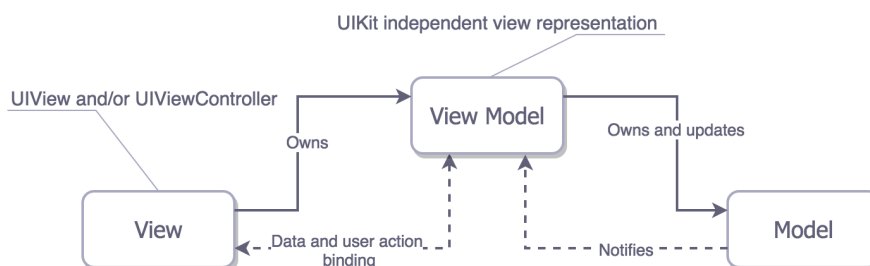 UIKit independent view representation
UIView and/or UIViewController
View Model
Owns
Owns and updates
View
Data and user action
binding
Notifies
Model